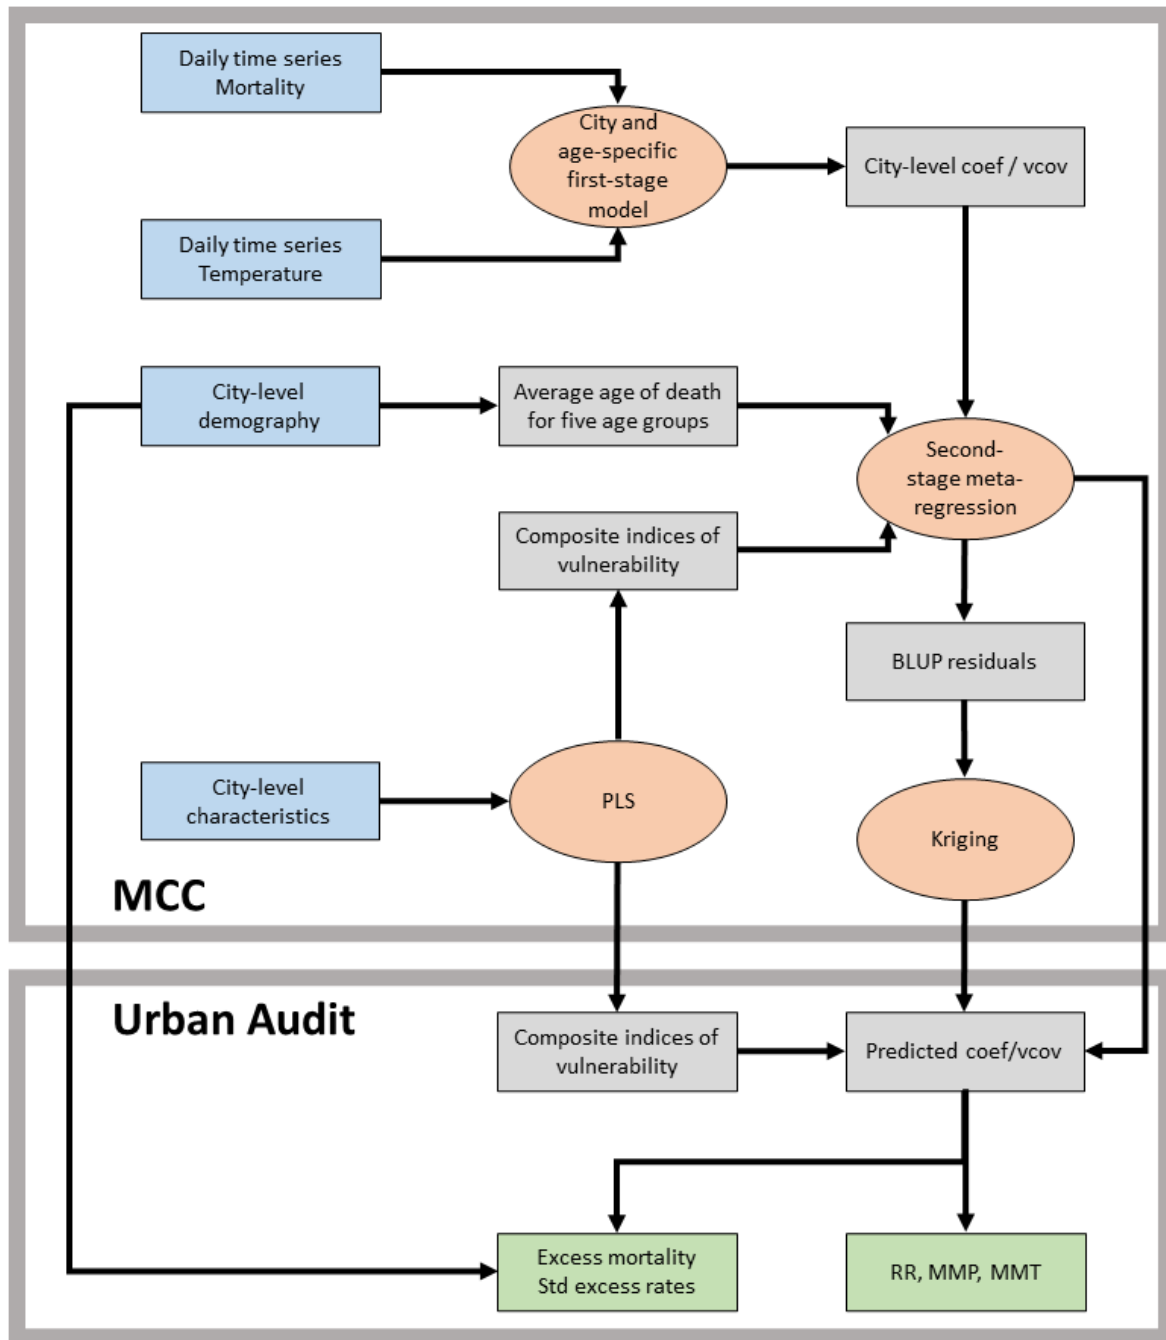 Daily time series
Mortality
City and
age-specific
first-stage
model
City-level coef / vcov
Daily time series
Temperature
City-level
demography
Average age of death
for five age groups
Second-
stage meta-
regression
Composite indices of
vulnerability
BLUP residuals
City-level
characteristics
PLS
Kriging
MCC
Urban Audit
Composite indices of
vulnerability
Predicted coef/vcov
Excess mortality
Std excess rates
RR, MMP, MMT